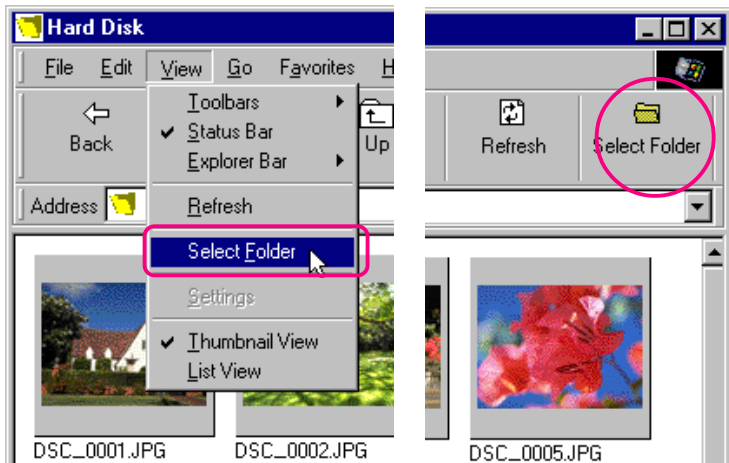 Hard Disk
File Edit View Go Favorites H
Back Up Refresh Select Folder
Toolbars
Status Bar
Explorer Bar
Address
Refresh
Select Folder
Settings
Thumbnail View
List View
DSC_0001.JPG DSC_0002.JPG DSC_0005.JPG